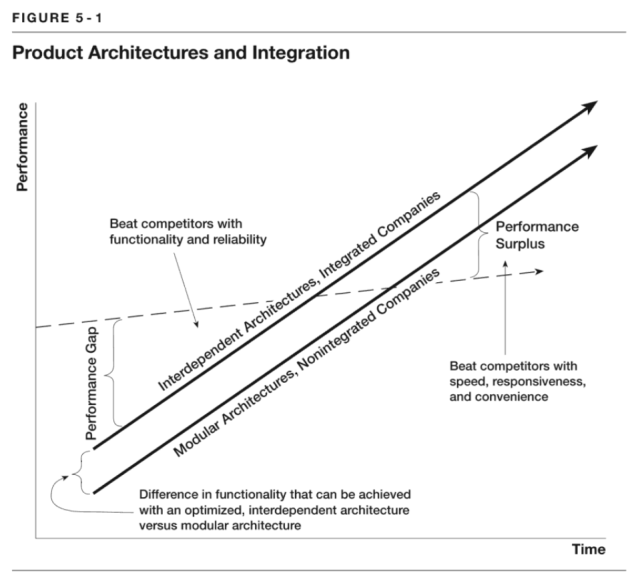 FIGURE 5-1
Product Architectures and Integration
Performance
Beat competitors with
functionality and reliability
Interdependent Architectures, Integrated Companies
Performance
Surplus
Performance Gap
Modular Architectures, Nonintegrated Companies
Beat competitors with
speed, responsiveness,
and convenience
Difference in functionality that can be achieved
with an optimized, interdependent architecture
versus modular architecture
Time